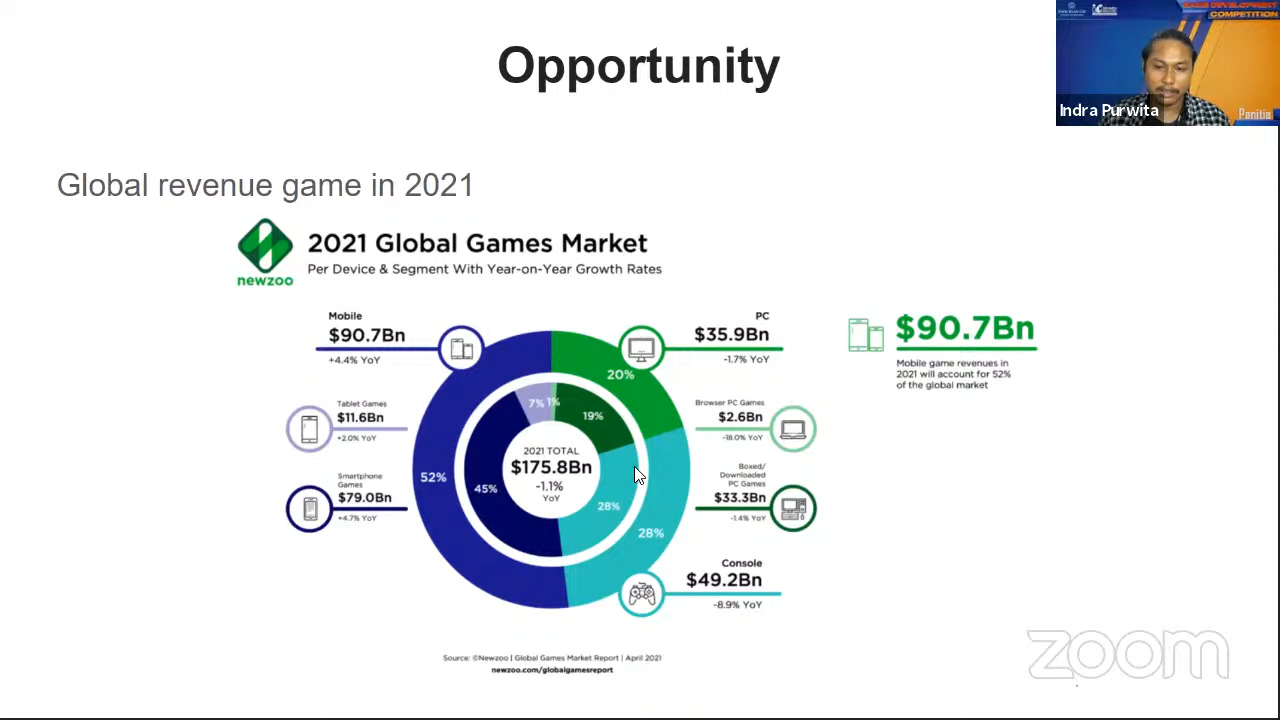 Opportunity
GAME DEVELOPMENT
COMPETITION
Indra Purwita
Panitia
Global revenue game in 2021
newzoo
2021 Global Games Market
Per Device & Segment With Year-on-Year Growth Rates
Mobile
$90.7Bn
+4.4% YoY
Tablet Games
$11.6Bn
+2.0% YoY
Smartphone
Games
$79.0Bn
+4.7% YoY
52%
45%
7%
1%
19%
20%
28%
28%
2021 TOTAL
$175.8Bn
-1.1%
YoY
PC
$35.9Bn
-1.7% YoY
Browser PC Games
$2.6Bn
-18.0% YoY
Boxed/
Downloaded
PC Games
$33.3Bn
-1.4% YoY
Console
$49.2Bn
-8.9% YoY
$90.7Bn
Mobile game revenues in
2021 will account for 52%
of the global market
Source: ©Newzoo | Global Games Market Report | April 2021
newzoo.com/globalgamesreport
zoom